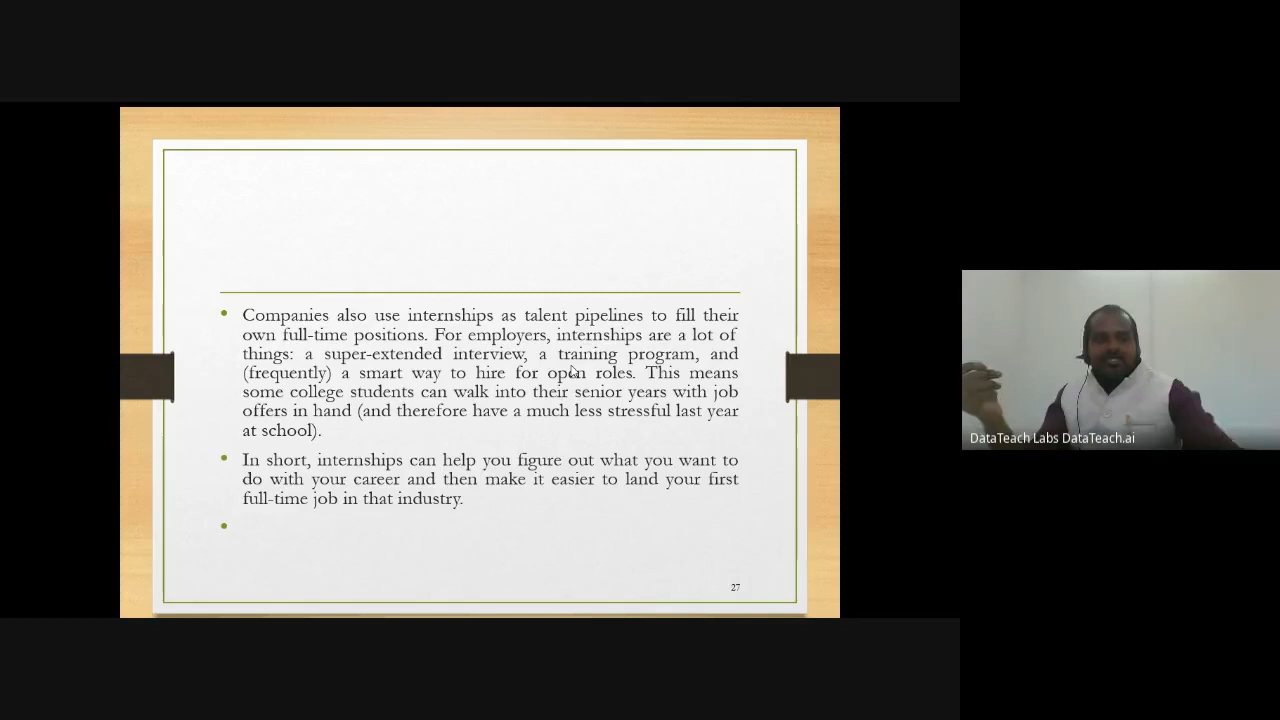 Companies also use internships as talent pipelines to fill their
own full-time positions. For employers, internships are a lot of
things: a super-extended interview, a training program, and
(frequently) a smart way to hire for open roles. This means
some college students can walk into their senior years with job
offers in hand (and therefore have a much less stressful last year
at school).
In short, internships can help you figure out what you want to
do with your career and then make it easier to land your first
full-time job in that industry.
27
DataTeach Labs DataTeach.ai